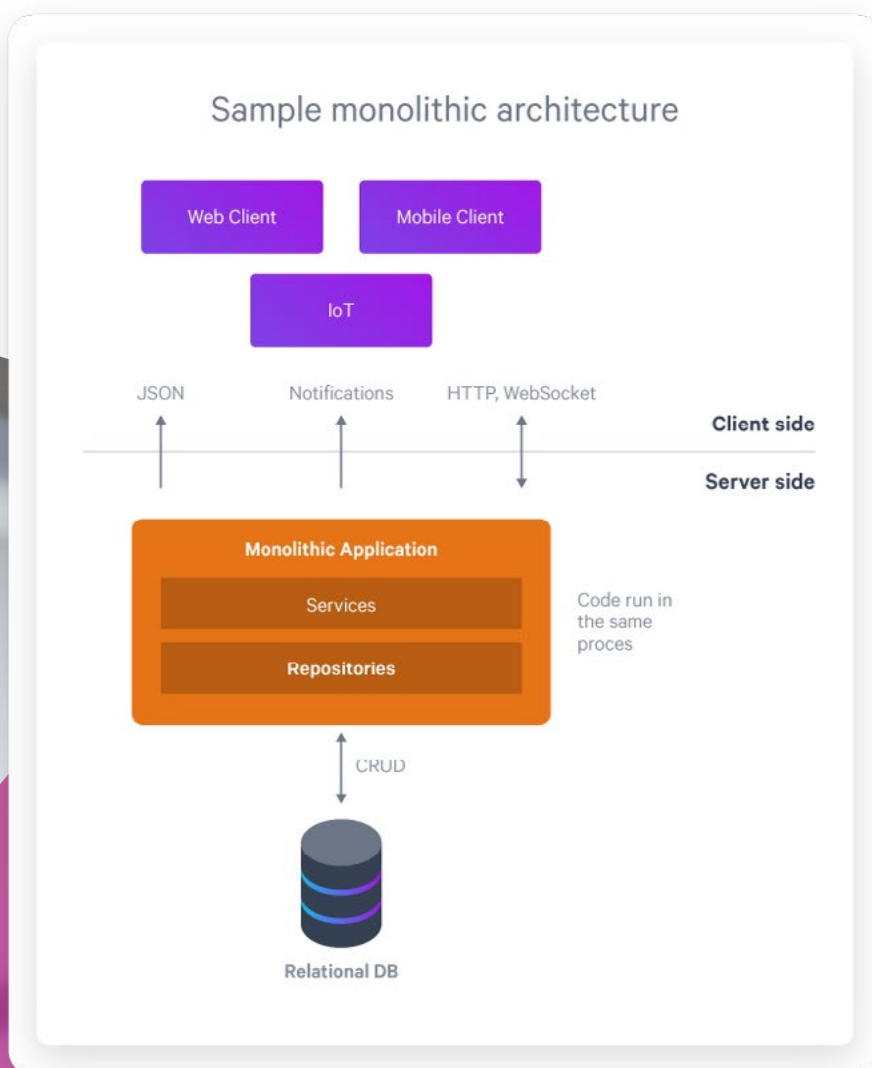 Sample monolithic architecture
Web Client
Mobile Client
IoT
JSON
Notifications
HTTP, WebSocket
Client side
Server side
Monolithic Application
Services
Repositories
Code run in
the same
proces
CRUD
Relational DB